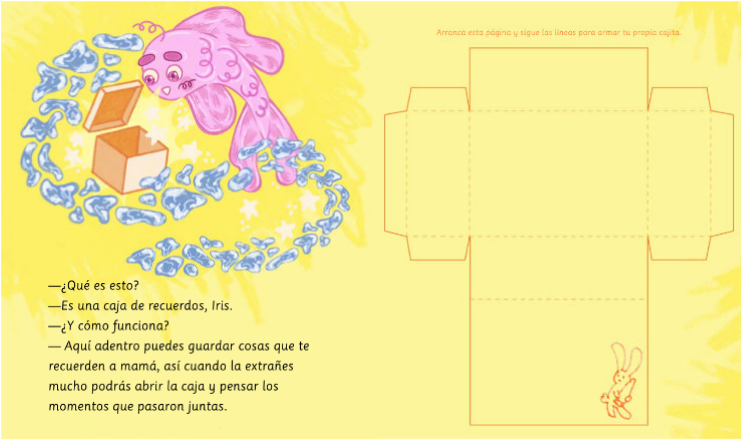 Arranca esta página y sigue las líneas para armar tu propia cajita.
—¿Qué es esto?
—Es una caja de recuerdos, Iris.
—¿Y cómo funciona?
— Aquí adentro puedes guardar cosas que te
recuerden a mamá, así cuando la extrañes
mucho podrás abrir la caja y pensar los
momentos que pasaron juntas.